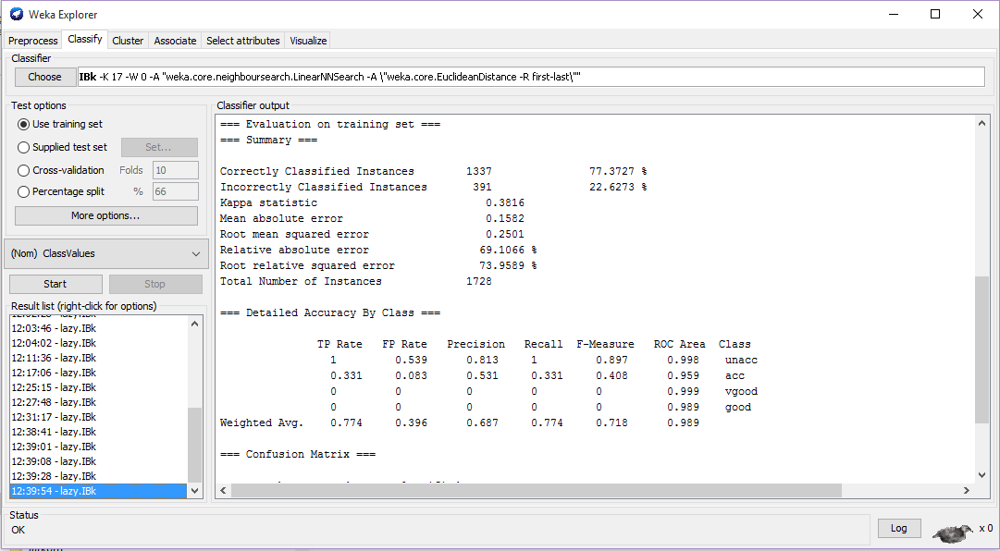 Weka Explorer
Preprocess Classify Cluster Associate Select attributes Visualize
Classifier
Choose IBk -K 17 -W 0 -A "weka.core.neighboursearch.LinearNNSearch -A \"weka.core.EuclideanDistance -R first-last\""
Test options
Use training set
Supplied test set Set...
Cross-validation Folds 10
Percentage split % 66
More options...
(Nom) ClassValues
Start Stop
Result list (right-click for options)
12:03:46 - lazy.IBk
12:04:02 - lazy.IBk
12:11:36 - lazy.IBk
12:17:06 - lazy.IBk
12:25:15 - lazy.IBk
12:27:48 - lazy.IBk
12:31:17 - lazy.IBk
12:38:41 - lazy.IBk
12:39:01 - lazy.IBk
12:39:08 - lazy.IBk
12:39:28 - lazy.IBk
12:39:54 - lazy.IBk
Classifier output
=== Evaluation on training set ===
=== Summary ===
Correctly Classified Instances 1337 77.3727 %
Incorrectly Classified Instances 391 22.6273 %
Kappa statistic 0.3816
Mean absolute error 0.1582
Root mean squared error 0.2501
Relative absolute error 69.1066 %
Root relative squared error 73.9589 %
Total Number of Instances 1728
=== Detailed Accuracy By Class ===
TP Rate FP Rate Precision Recall F-Measure ROC Area Class
1 0.539 0.813 1 0.897 0.998 unacc
0.331 0.083 0.531 0.331 0.408 0.959 acc
0 0 0 0 0 0.999 vgood
0 0 0 0 0 0.989 good
Weighted Avg. 0.774 0.396 0.687 0.774 0.718 0.989
=== Confusion Matrix ===
Status
OK
Log x 0